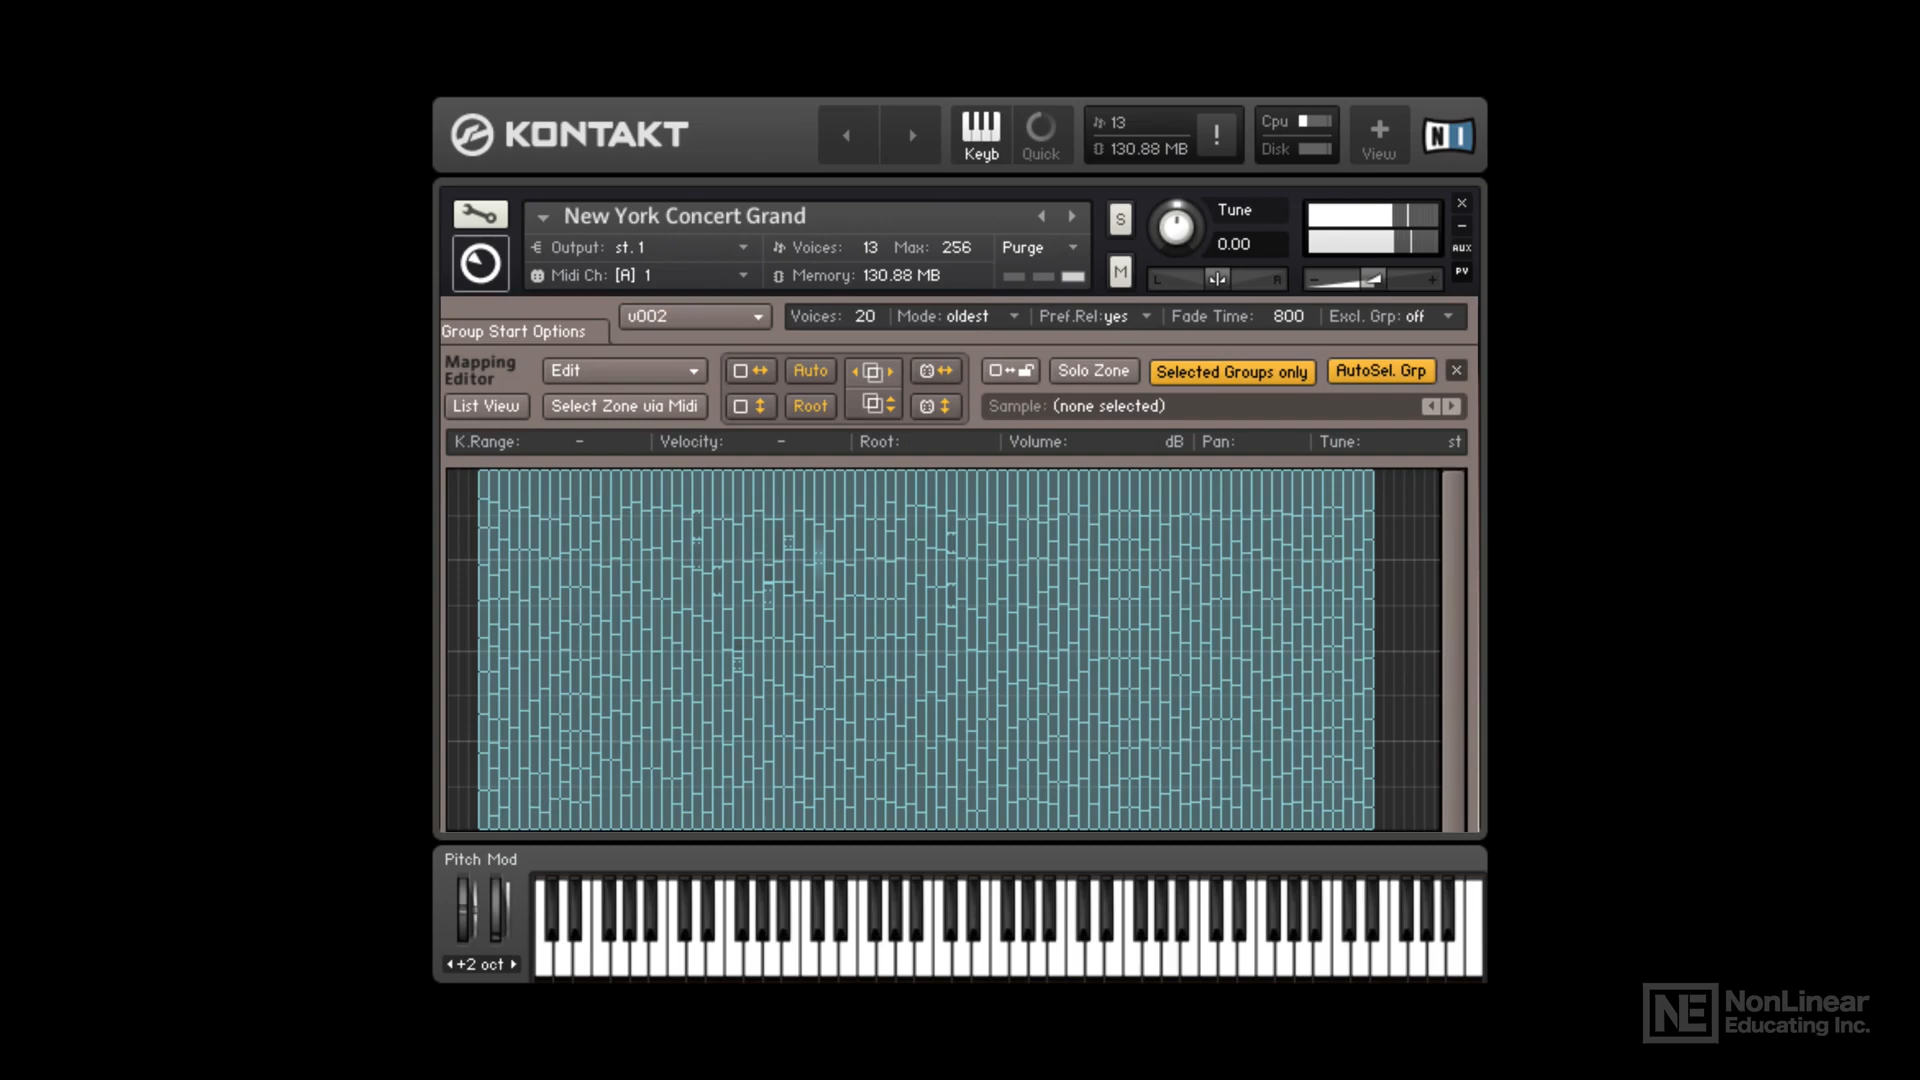 KONTAKT
Keyb
Quick
13
130.88 MB
!
Cpu
Disk
View
NI
New York Concert Grand
S
Tune
0.00
AUX
PV
Output: st. 1
Voices: 13 Max: 256
Purge
Midi Ch: [A] 1
Memory: 130.88 MB
M
L R
- +
Group Start Options
v002
Voices: 20
Mode: oldest
Pref.Rel:yes
Fade Time: 800
Excl. Grp: off
Mapping
Editor
Edit
Auto
Solo Zone
Selected Groups only
AutoSel. Grp
List View
Select Zone via Midi
Root
Sample: (none selected)
K.Range: -
Velocity: -
Root:
Volume: dB
Pan:
Tune: st
Pitch Mod
+2 oct
NE NonLinear
Educating Inc.